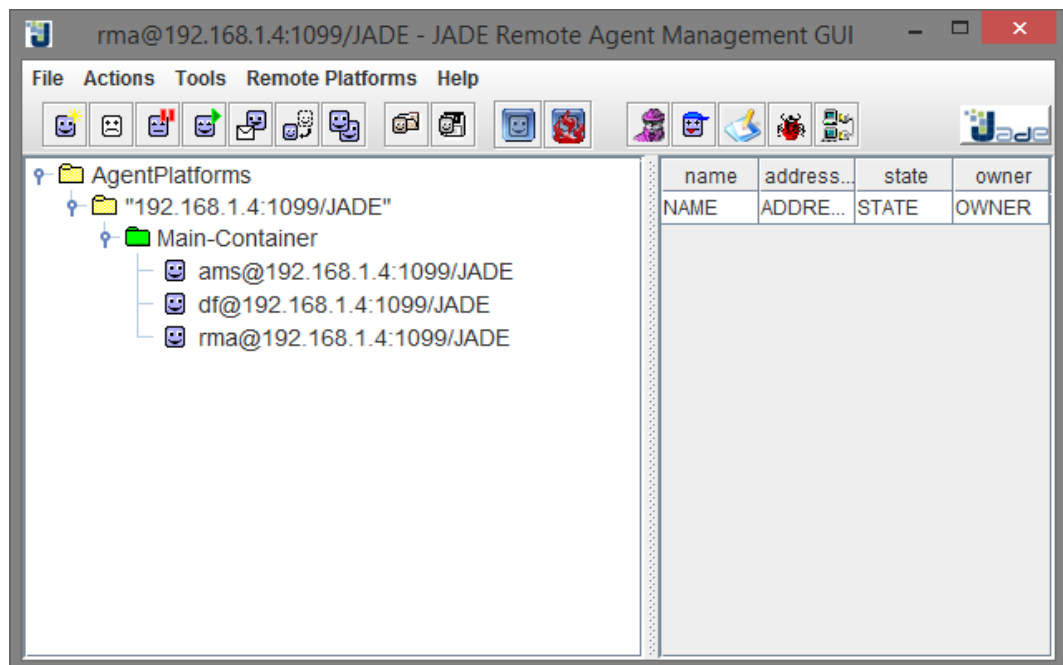 rma@192.168.1.4:1099/JADE - JADE Remote Agent Management GUI
File Actions Tools Remote Platforms Help
Jade
AgentPlatforms
"192.168.1.4:1099/JADE"
Main-Container
ams@192.168.1.4:1099/JADE
df@192.168.1.4:1099/JADE
rma@192.168.1.4:1099/JADE
name address... state owner
NAME ADDRE... STATE OWNER